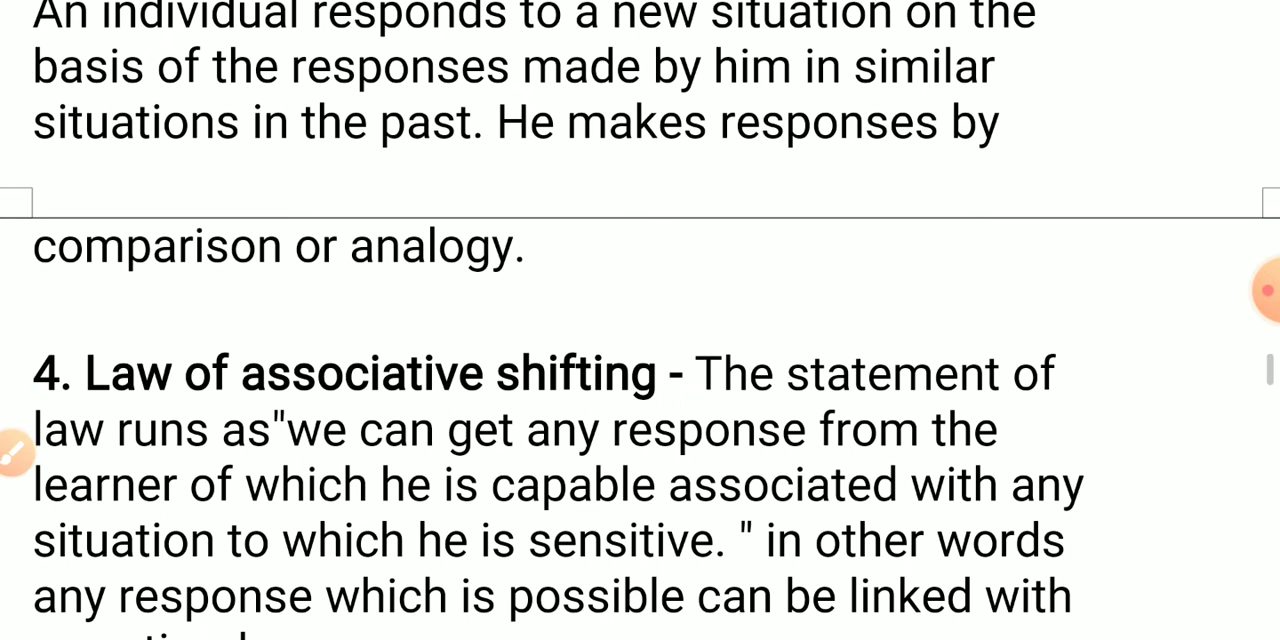 An individual responds to a new situation on the
basis of the responses made by him in similar
situations in the past. He makes responses by
comparison or analogy.
4. Law of associative shifting - The statement of
law runs as"we can get any response from the
learner of which he is capable associated with any
situation to which he is sensitive. " in other words
any response which is possible can be linked with